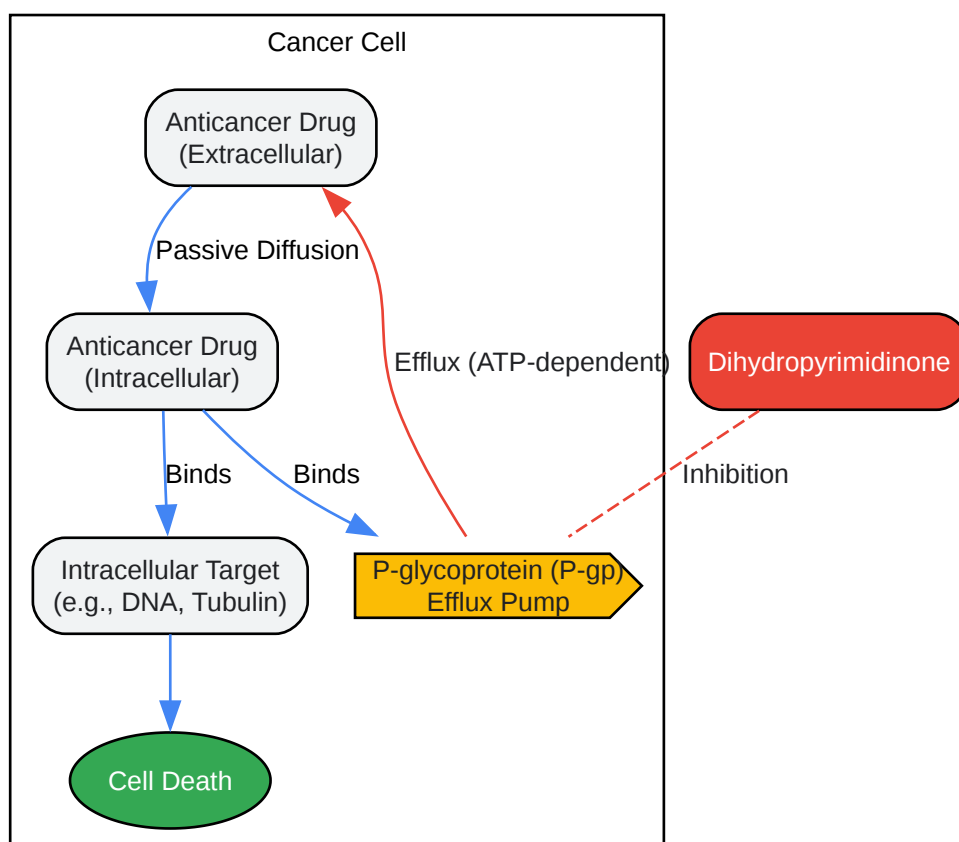 Cancer Cell
Anticancer Drug
(Extracellular)
Passive Diffusion
Anticancer Drug
(Intracellular)
Efflux (ATP-dependent)
Dihydropyrimidinone
Binds
Binds
Inhibition
Intracellular Target
(e.g., DNA, Tubulin)
P-glycoprotein (P-gp)
Efflux Pump
Cell Death